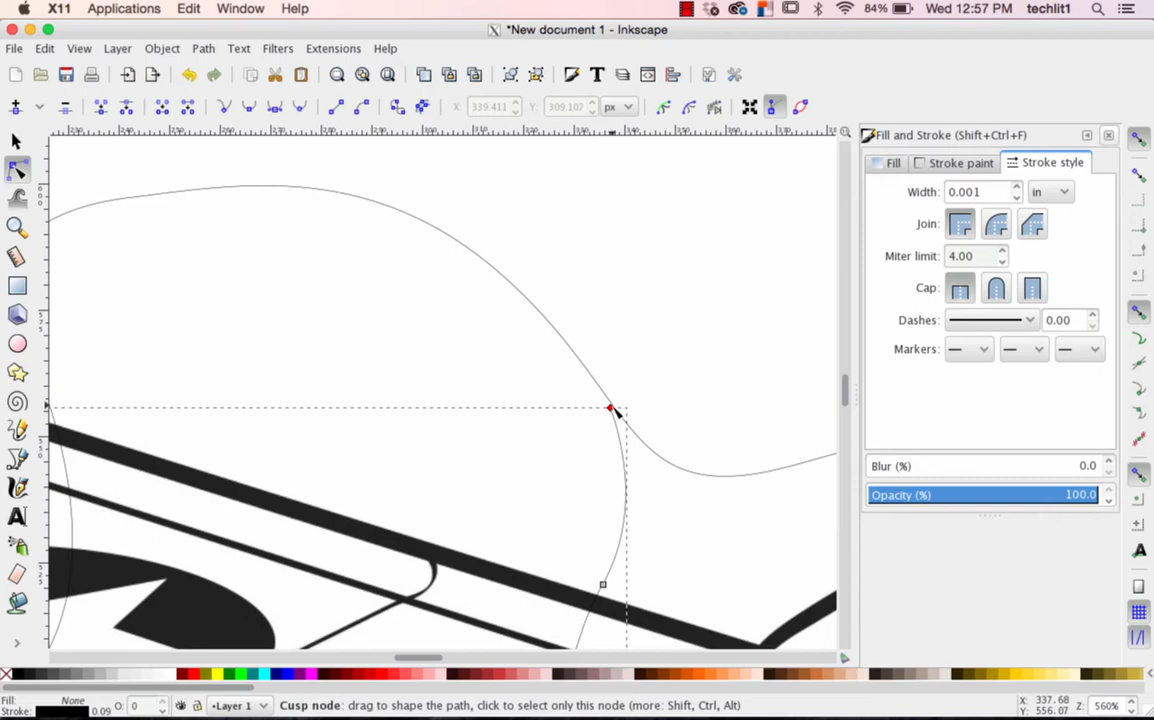 X11 Applications Edit Window Help 84% Wed 12:57 PM techlit1
*New document 1 - Inkscape
File Edit View Layer Object Path Text Filters Extensions Help
X: 339.411 Y: 309.107 px
Fill and Stroke (Shift+Ctrl+F)
Fill Stroke paint Stroke style
Width: 0.001 in
Join:
Miter limit: 4.00
Cap:
Dashes: 0.00
Markers:
Blur (%) 0.0
Opacity (%) 100.0
Fill: None
Stroke: 0.09 O: 0 •Layer 1 Cusp node: drag to shape the path, click to select only this node (more: Shift, Ctrl, Alt) X: 337.68 Y: 556.07 Z: 560%